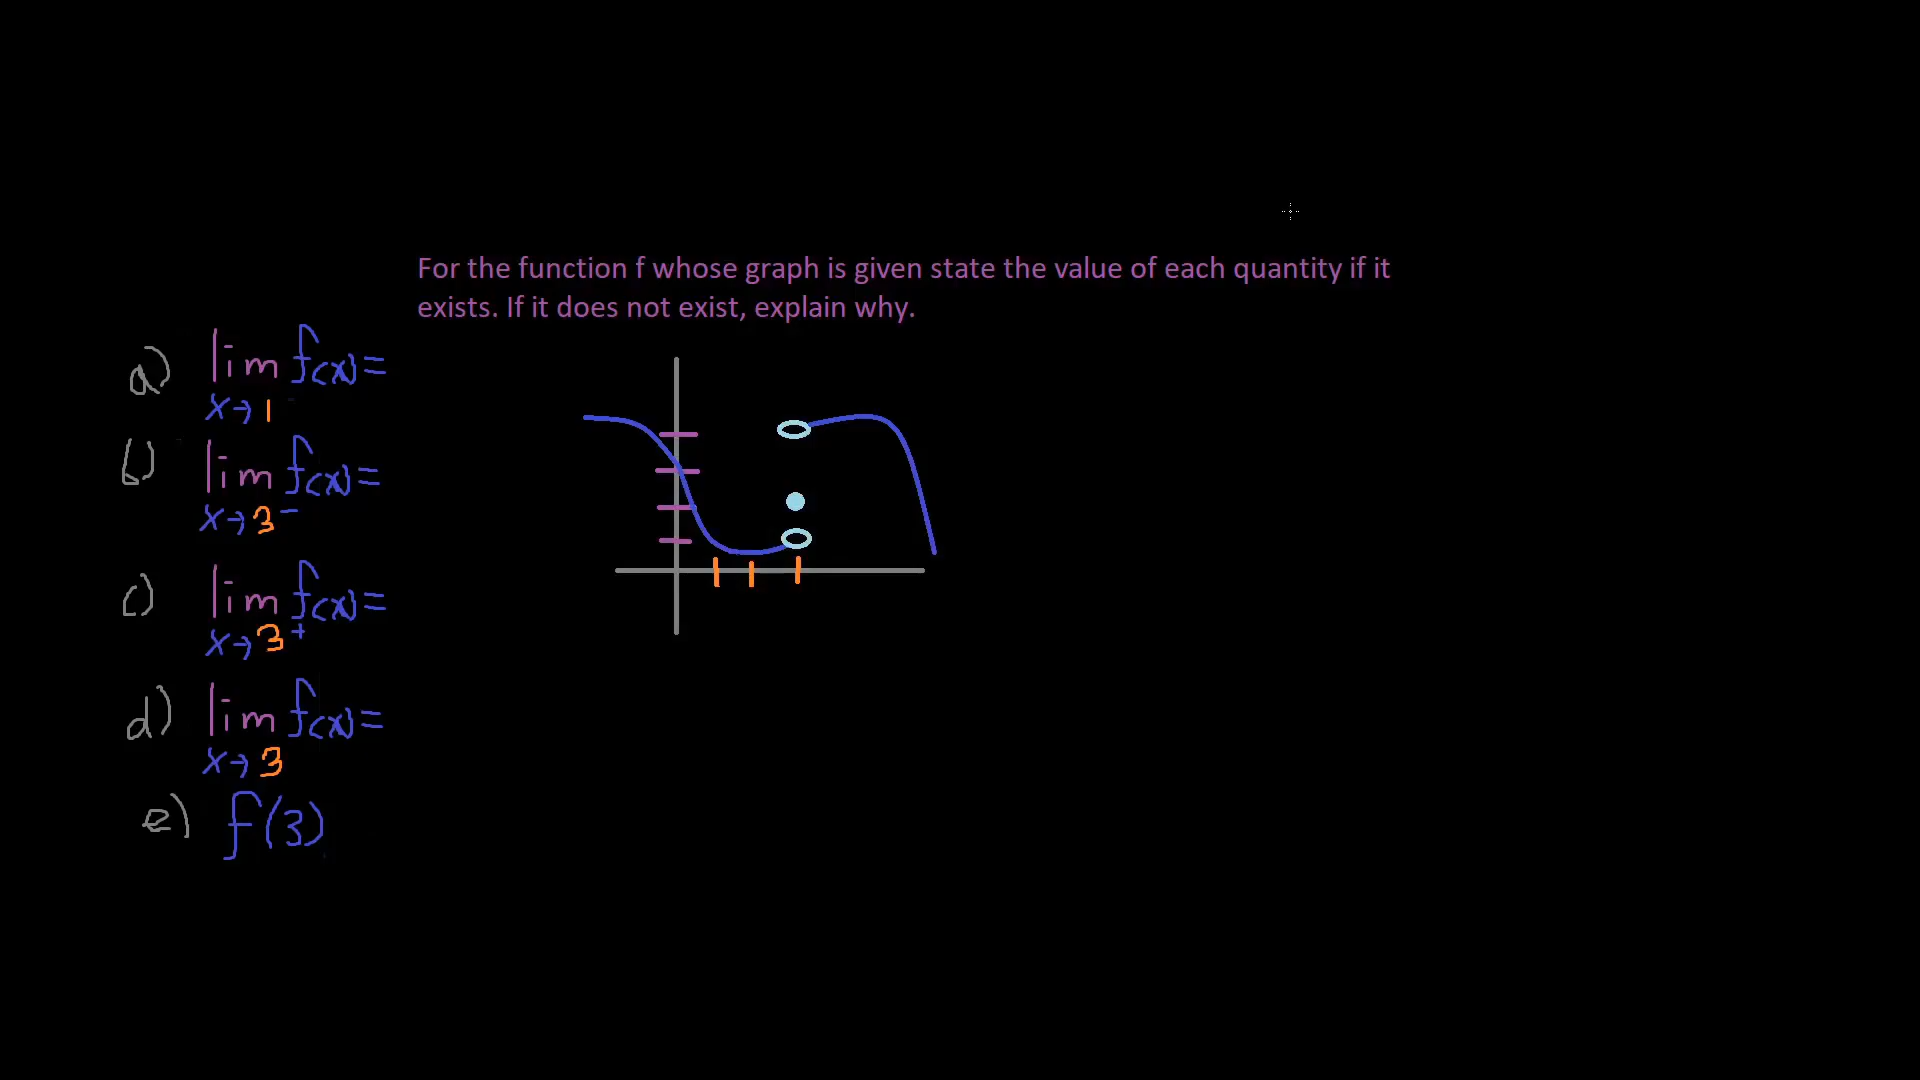 For the function f whose graph is given state the value of each quantity if it
exists. If it does not exist, explain why.
a) lim f(x) =
x→1
b) lim f(x) =
x→3⁻
c) lim f(x) =
x→3⁺
d) lim f(x) =
x→3
e) f(3)